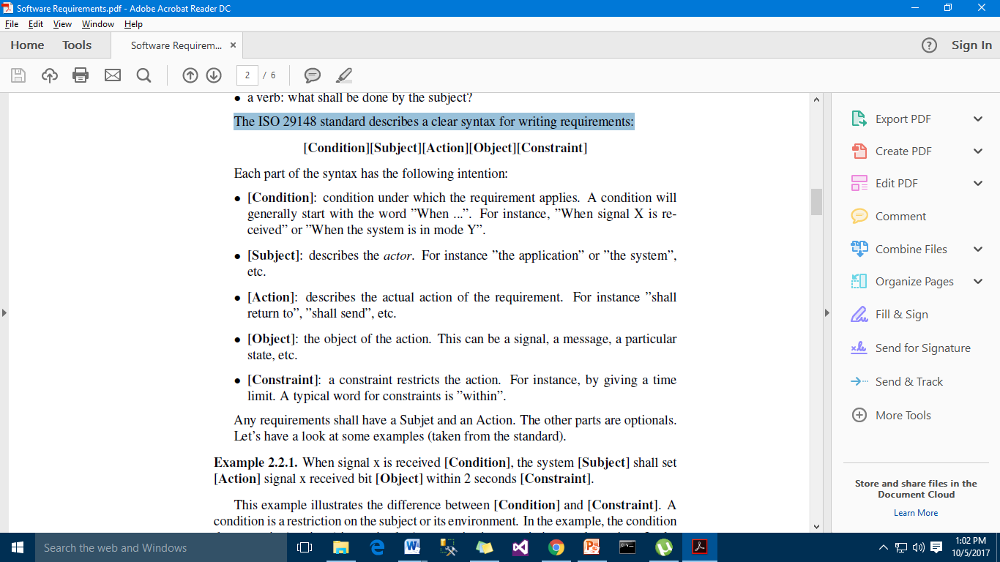 Software Requirements.pdf - Adobe Acrobat Reader DC
File Edit View Window Help
Home Tools Software Requirem... ×
? Sign In
2 / 6
• a verb: what shall be done by the subject?
The ISO 29148 standard describes a clear syntax for writing requirements:
[Condition][Subject][Action][Object][Constraint]
Each part of the syntax has the following intention:
• [Condition]: condition under which the requirement applies. A condition will
generally start with the word ”When ...”. For instance, ”When signal X is re-
ceived” or ”When the system is in mode Y”.
• [Subject]: describes the actor. For instance ”the application” or ”the system”,
etc.
• [Action]: describes the actual action of the requirement. For instance ”shall
return to”, ”shall send”, etc.
• [Object]: the object of the action. This can be a signal, a message, a particular
state, etc.
• [Constraint]: a constraint restricts the action. For instance, by giving a time
limit. A typical word for constraints is ”within”.
Any requirements shall have a Subjet and an Action. The other parts are optionals.
Let’s have a look at some examples (taken from the standard).
Example 2.2.1. When signal x is received [Condition], the system [Subject] shall set
[Action] signal x received bit [Object] within 2 seconds [Constraint].
This example illustrates the difference between [Condition] and [Constraint]. A
condition is a restriction on the subject or its environment. In the example, the condition
Export PDF
Create PDF
Edit PDF
Comment
Combine Files
Organize Pages
Fill & Sign
Send for Signature
Send & Track
More Tools
Store and share files in the
Document Cloud
Learn More
Search the web and Windows
1:02 PM
10/5/2017